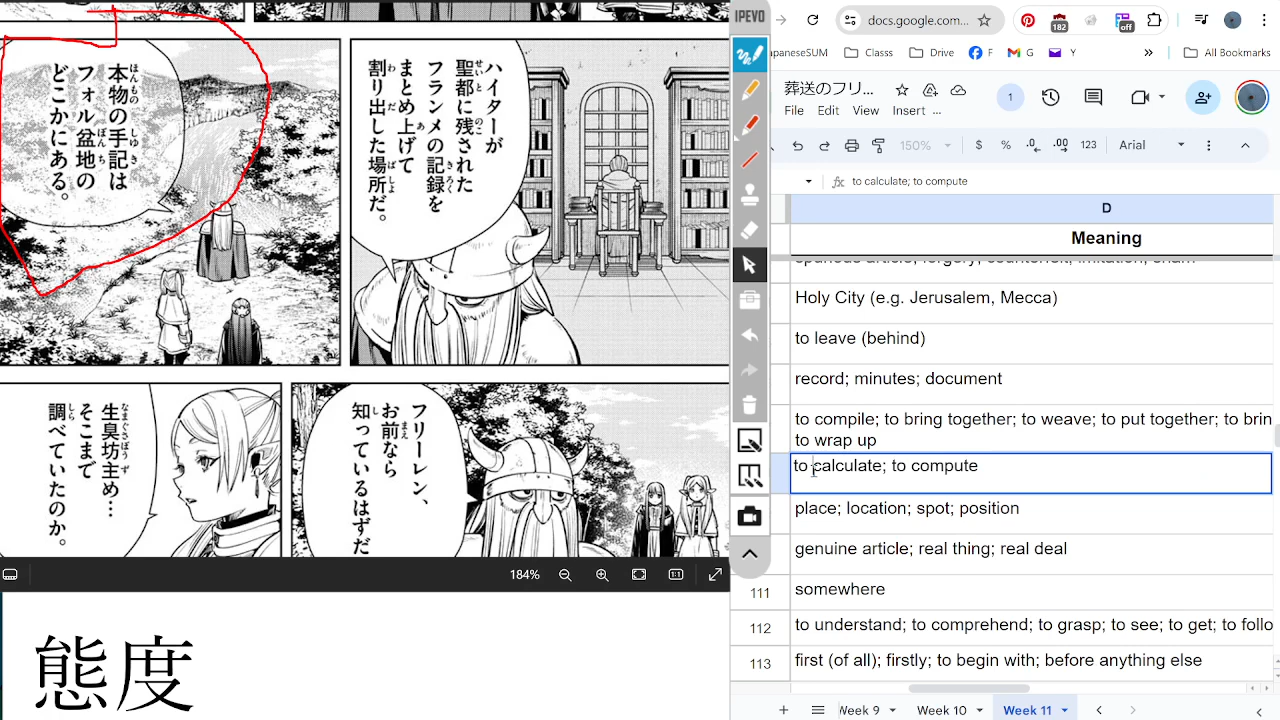 ハイターが
聖都に残された
フランメの記録を
まとめ上げて
割り出した場所だ。
本物の手記は
フォル盆地の
どこかにある。
フリーレン、
お前なら
知っているはずだ
生臭坊主め…
そこまで
調べていたのか。
184%
1:1
態度
IPEVO
docs.google.com...
182
off
apaneseSUM
Classs
Drive
F
G
Y
»
All Bookmarks
葬送のフリ...
1
File Edit View Insert ...
150%
$ % .0 .00 123 Arial
fx to calculate; to compute
D
Meaning
Holy City (e.g. Jerusalem, Mecca)
to leave (behind)
record; minutes; document
to compile; to bring together; to weave; to put together; to brin
to wrap up
to calculate; to compute
place; location; spot; position
genuine article; real thing; real deal
111 somewhere
112 to understand; to comprehend; to grasp; to see; to get; to follo
113 first (of all); firstly; to begin with; before anything else
Week 9 Week 10 Week 11